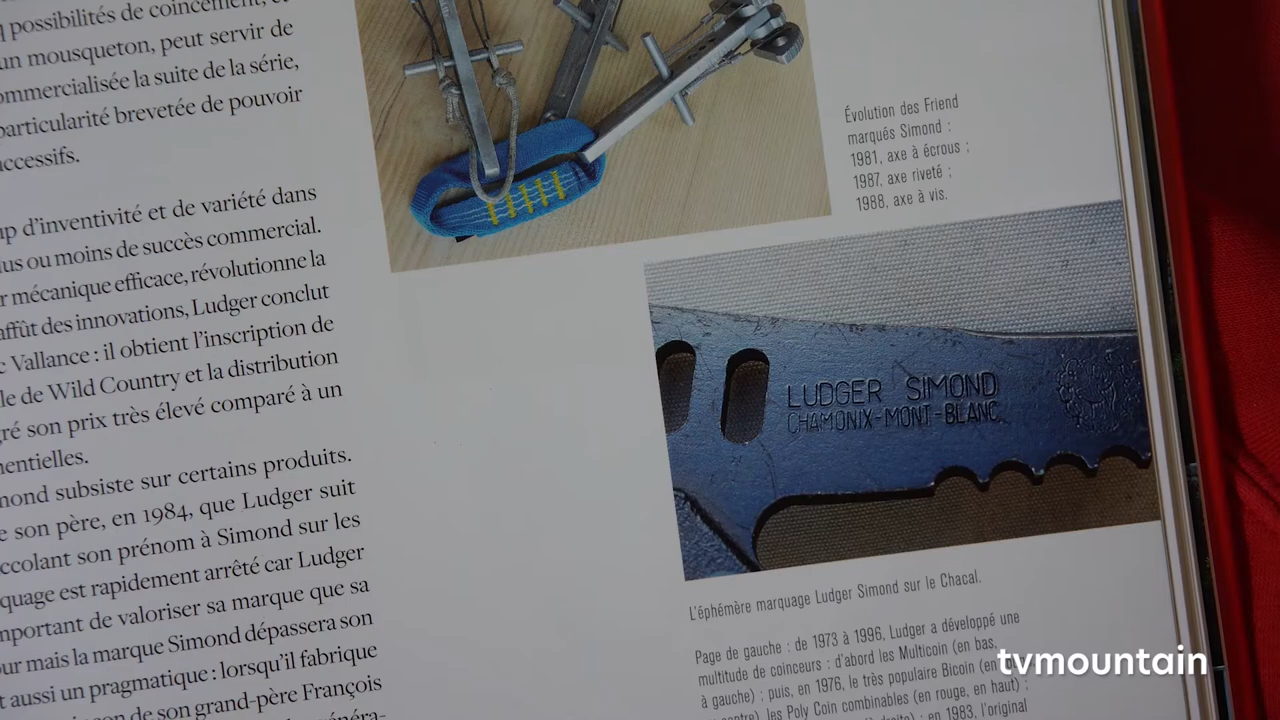 possibilités de coincement, et
un mousqueton, peut servir de
commercialisée la suite de la série,
particularité brevetée de pouvoir
uccessifs.
up d'inventivité et de variété dans
lus ou moins de succès commercial.
r mécanique efficace, révolutionne la
affût des innovations, Ludger conclut
c Vallance : il obtient l'inscription de
le de Wild Country et la distribution
gré son prix très élevé comparé à un
nentielles.
mond subsiste sur certains produits.
e son père, en 1984, que Ludger suit
ccolant son prénom à Simond sur les
quage est rapidement arrêté car Ludger
mportant de valoriser sa marque que sa
our mais la marque Simond dépassera son
t aussi un pragmatique : lorsqu'il fabrique
de son grand-père François
Évolution des Friend
marqués Simond :
1981, axe à écrous ;
1987, axe riveté ;
1988, axe à vis.
LUDGER SIMOND
CHAMONIX-MONT-BLANC
L'éphémère marquage Ludger Simond sur le Chacal.
Page de gauche : de 1973 à 1996, Ludger a développé une
multitude de coinceurs : d'abord les Multicoin (en bas,
à gauche) ; puis, en 1976, le très populaire Bicoin (en
les Poly Coin combinables (en rouge, en haut) ;
en 1983, l'original
tvmountain